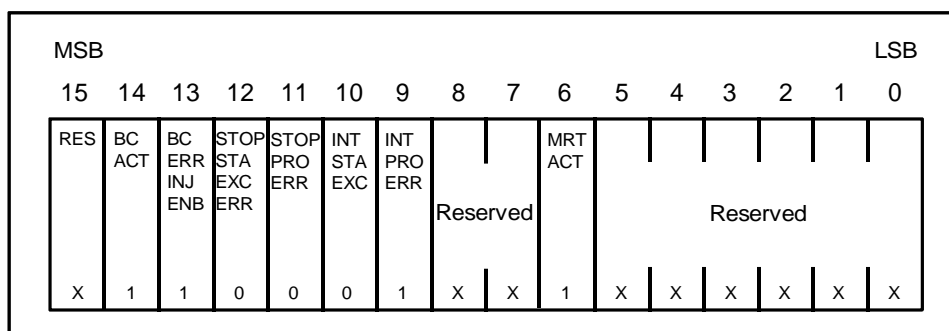 MSB LSB
15 14 13 12 11 10 9 8 7 6 5 4 3 2 1 0
RES BC BC STOP STOP INT INT MRT
ACT ERR STA PRO STA PRO ACT
INJ EXC ERR EXC ERR
ENB ERR
Reserved Reserved
X 1 1 0 0 0 1 X X 1 X X X X X X